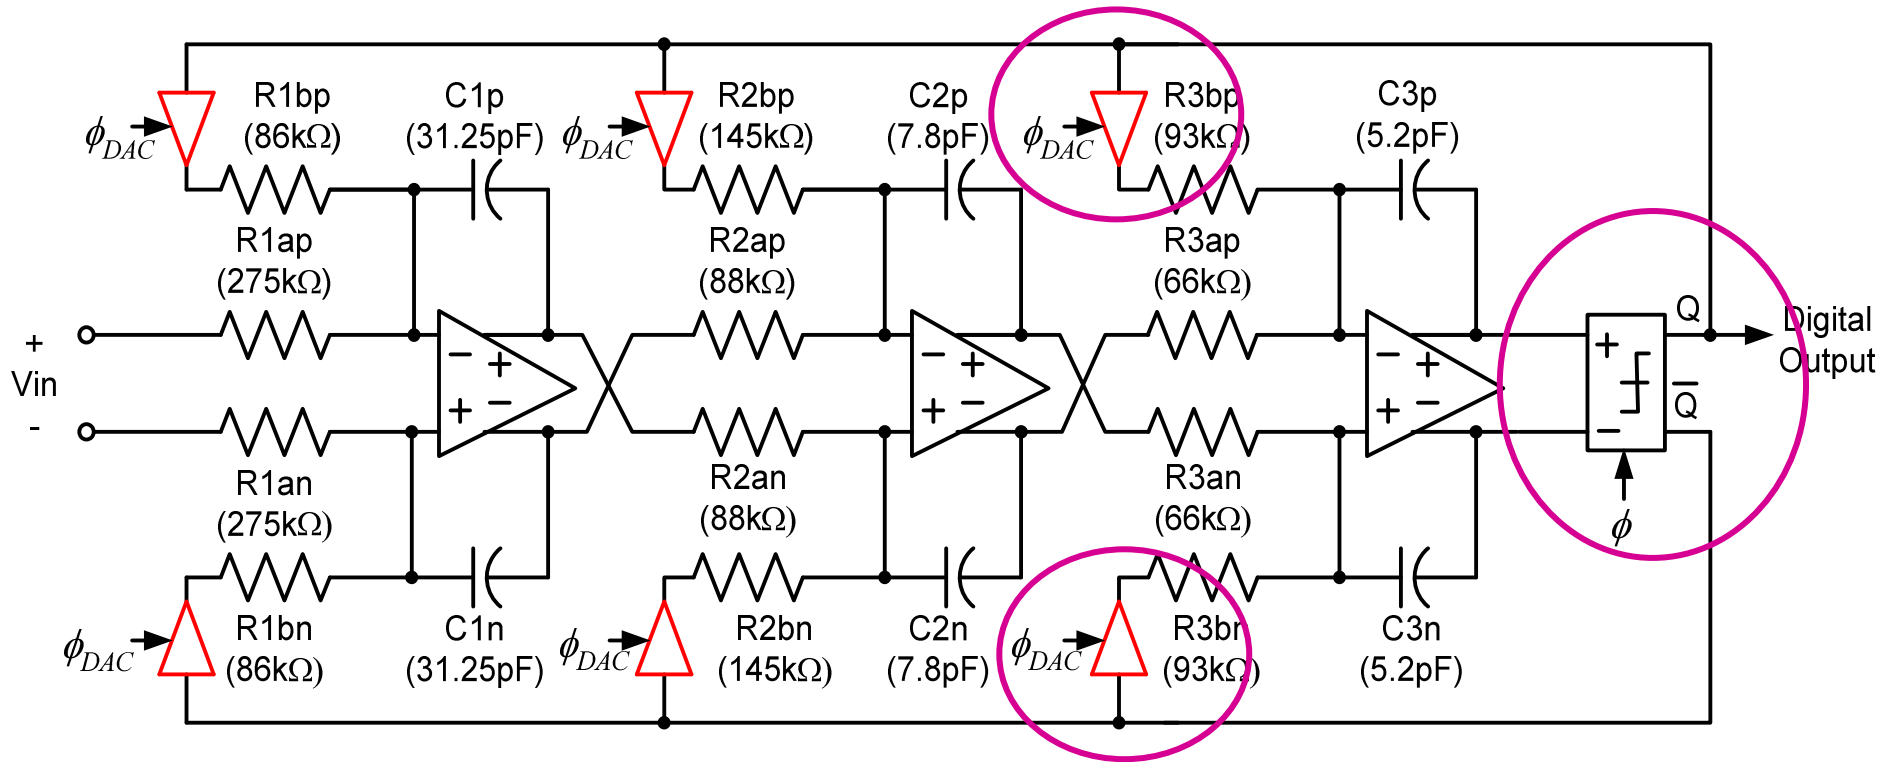 R1bp
(86kΩ)
C1p
(31.25pF)
R2bp
(145kΩ)
C2p
(7.8pF)
R3bp
(93kΩ)
C3p
(5.2pF)
ϕDAC
ϕDAC
ϕDAC
R1ap
(275kΩ)
R2ap
(88kΩ)
R3ap
(66kΩ)
+
Vin
-
− +
+ −
− +
+ −
− +
+ −
+
−
Q
Q̅
Digital
Output
ϕ
R1an
(275kΩ)
R2an
(88kΩ)
R3an
(66kΩ)
ϕDAC
ϕDAC
ϕDAC
R1bn
(86kΩ)
C1n
(31.25pF)
R2bn
(145kΩ)
C2n
(7.8pF)
R3bn
(93kΩ)
C3n
(5.2pF)